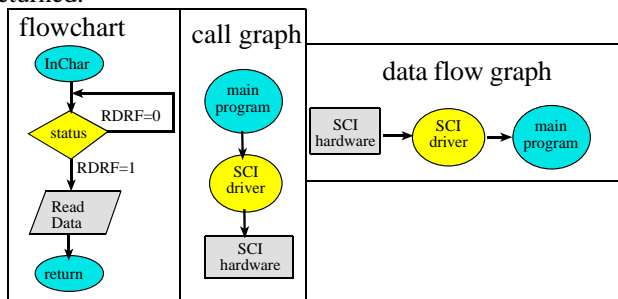 flowchart
InChar
RDRF=0
status
RDRF=1
Read
Data
return
call graph
main
program
SCI
driver
SCI
hardware
data flow graph
SCI
hardware
SCI
driver
main
program